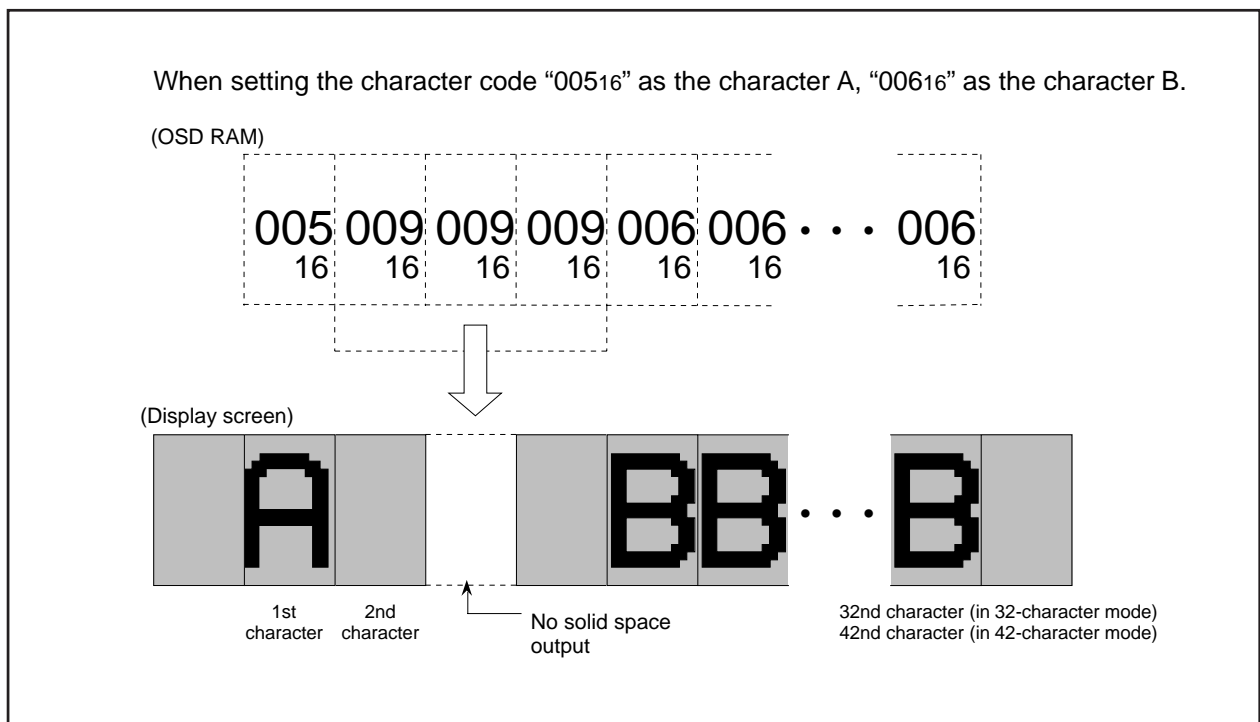 When setting the character code “00516” as the character A, “00616” as the character B.
(OSD RAM)
005 009 009 009 006 006 • • • 006
16 16 16 16 16 16 16
(Display screen)
A BB • • • B
1st character
2nd character
No solid space
output
32nd character (in 32-character mode)
42nd character (in 42-character mode)